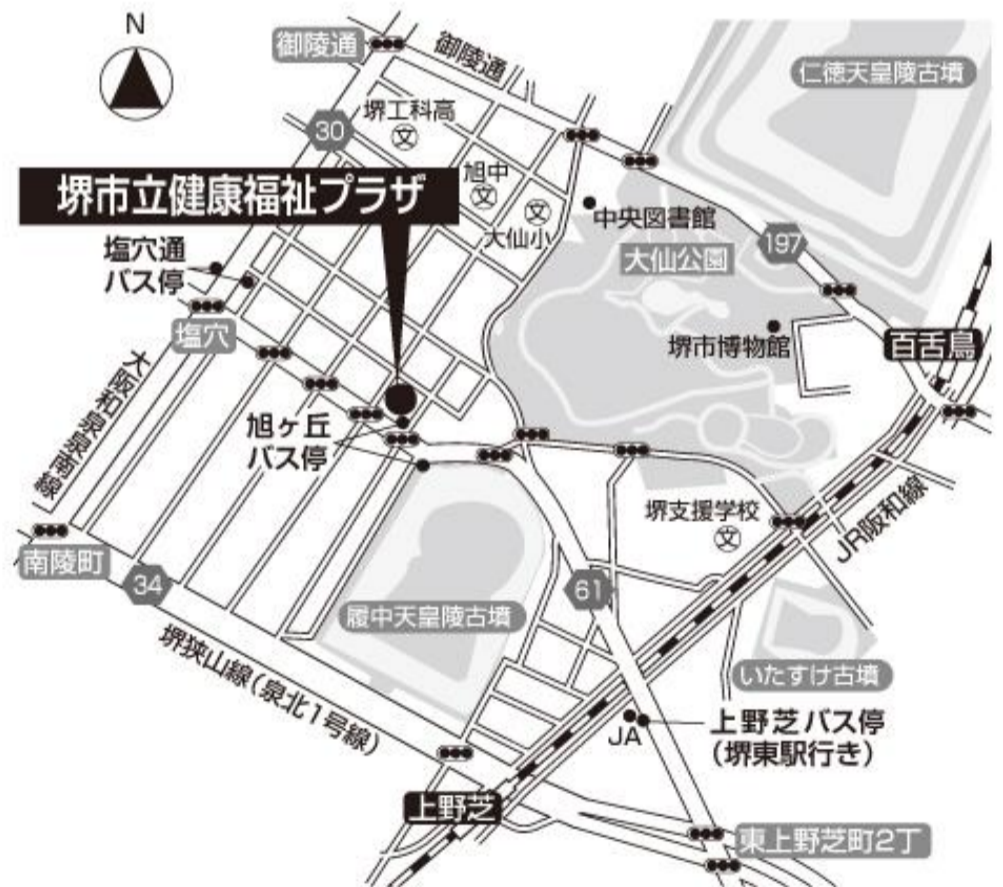 N
御陵通
御陵通
仁徳天皇陵古墳
堺工科高
文
30
旭中
文
堺市立健康福祉プラザ
文
大仙小
中央図書館
大仙公園
197
塩穴通
バス停
塩穴
堺市博物館
百舌鳥
大阪和泉泉南線
旭ヶ丘
バス停
堺支援学校
文
JR阪和線
南陵町
34
61
履中天皇陵古墳
堺狭山線(泉北1号線)
いたすけ古墳
JA
上野芝バス停
(堺東駅行き)
上野芝
東上野芝町2丁